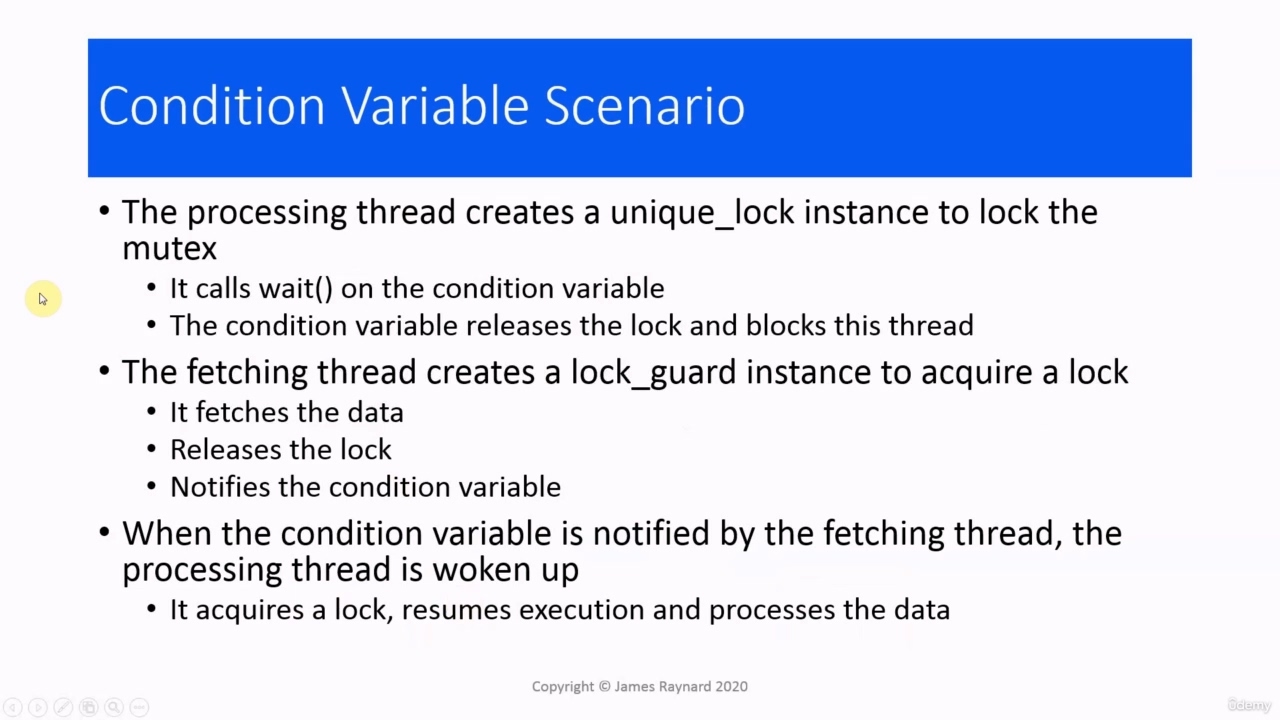 Condition Variable Scenario
• The processing thread creates a unique_lock instance to lock the
mutex
• It calls wait() on the condition variable
• The condition variable releases the lock and blocks this thread
• The fetching thread creates a lock_guard instance to acquire a lock
• It fetches the data
• Releases the lock
• Notifies the condition variable
• When the condition variable is notified by the fetching thread, the
processing thread is woken up
• It acquires a lock, resumes execution and processes the data
Copyright © James Raynard 2020
ûdemy